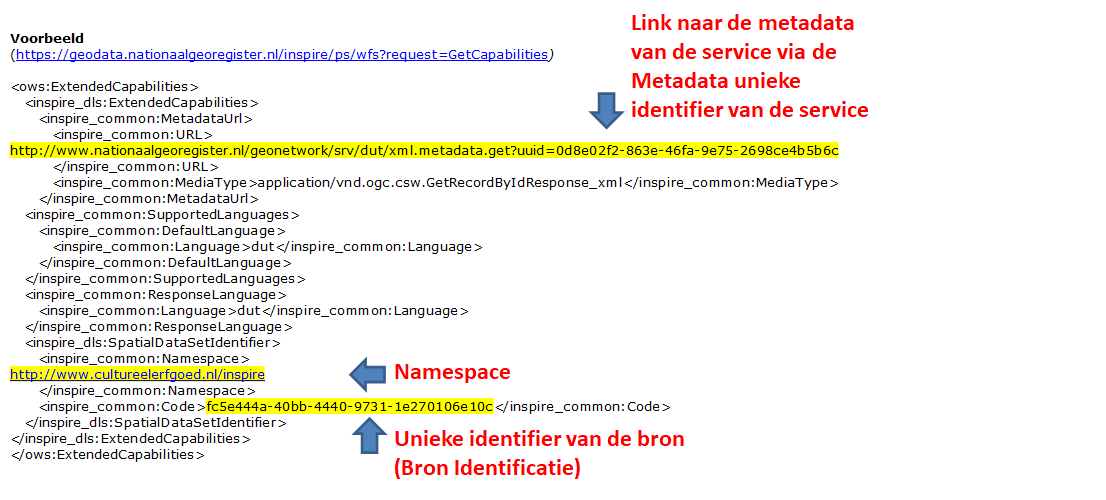 Voorbeeld
(https://geodata.nationaalgeoregister.nl/inspire/ps/wfs?request=GetCapabilities)
Link naar de metadata
van de service via de
Metadata unieke
identifier van de service
<ows:ExtendedCapabilities>
<inspire_dls:ExtendedCapabilities>
<inspire_common:MetadataUrl>
<inspire_common:URL>
http://www.nationaalgeoregister.nl/geonetwork/srv/dut/xml.metadata.get?uuid=0d8e02f2-863e-46fa-9e75-2698ce4b5b6c
</inspire_common:URL>
<inspire_common:MediaType>application/vnd.ogc.csw.GetRecordByIdResponse_xml</inspire_common:MediaType>
</inspire_common:MetadataUrl>
<inspire_common:SupportedLanguages>
<inspire_common:DefaultLanguage>
<inspire_common:Language>dut</inspire_common:Language>
</inspire_common:DefaultLanguage>
</inspire_common:SupportedLanguages>
<inspire_common:ResponseLanguage>
<inspire_common:Language>dut</inspire_common:Language>
</inspire_common:ResponseLanguage>
<inspire_dls:SpatialDataSetIdentifier>
<inspire_common:Namespace>
http://www.cultureelerfgoed.nl/inspire
Namespace
</inspire_common:Namespace>
<inspire_common:Code>fc5e444a-40bb-4440-9731-1e270106e10c</inspire_common:Code>
</inspire_dls:SpatialDataSetIdentifier>
</inspire_dls:ExtendedCapabilities>
</ows:ExtendedCapabilities>
Unieke identifier van de bron
(Bron Identificatie)